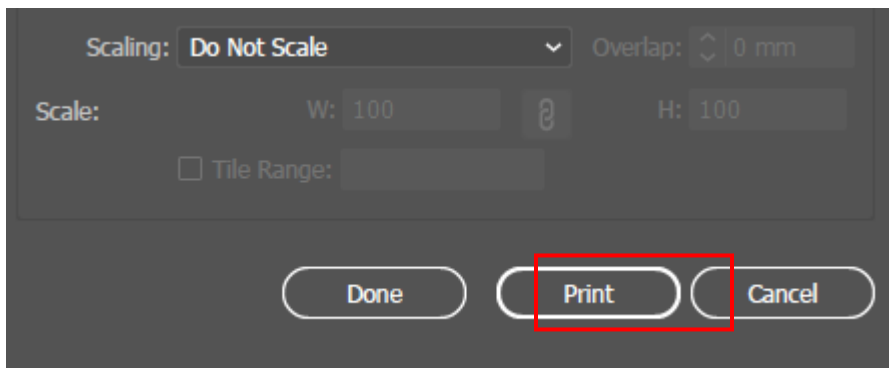 Scaling: Do Not Scale Overlap: 0 mm
Scale: W: 100 H: 100
Tile Range:
Done Print Cancel